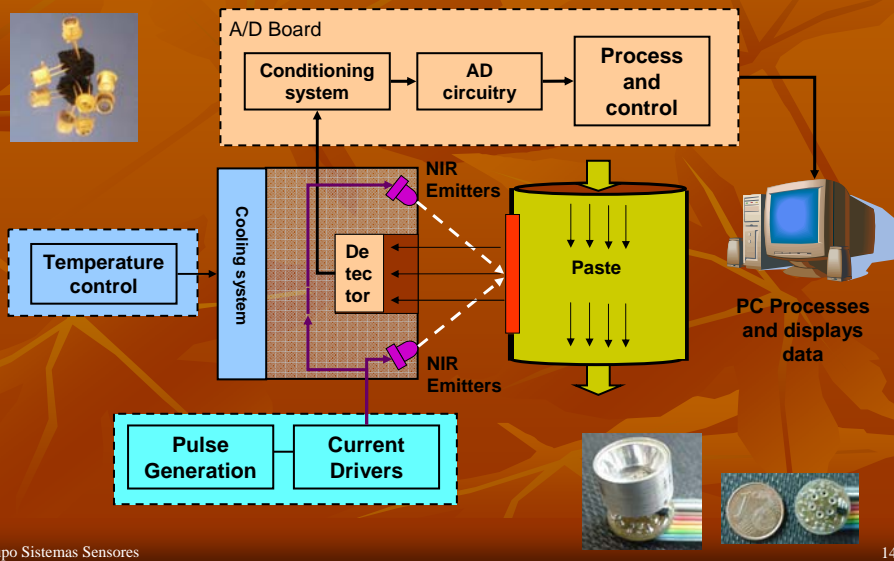 A/D Board
Conditioning
system
AD
circuitry
Process
and
control
NIR
Emitters
Cooling system
De
tec
tor
Paste
Temperature
control
NIR
Emitters
PC Processes
and displays
data
Pulse
Generation
Current
Drivers
upo Sistemas Sensores
14